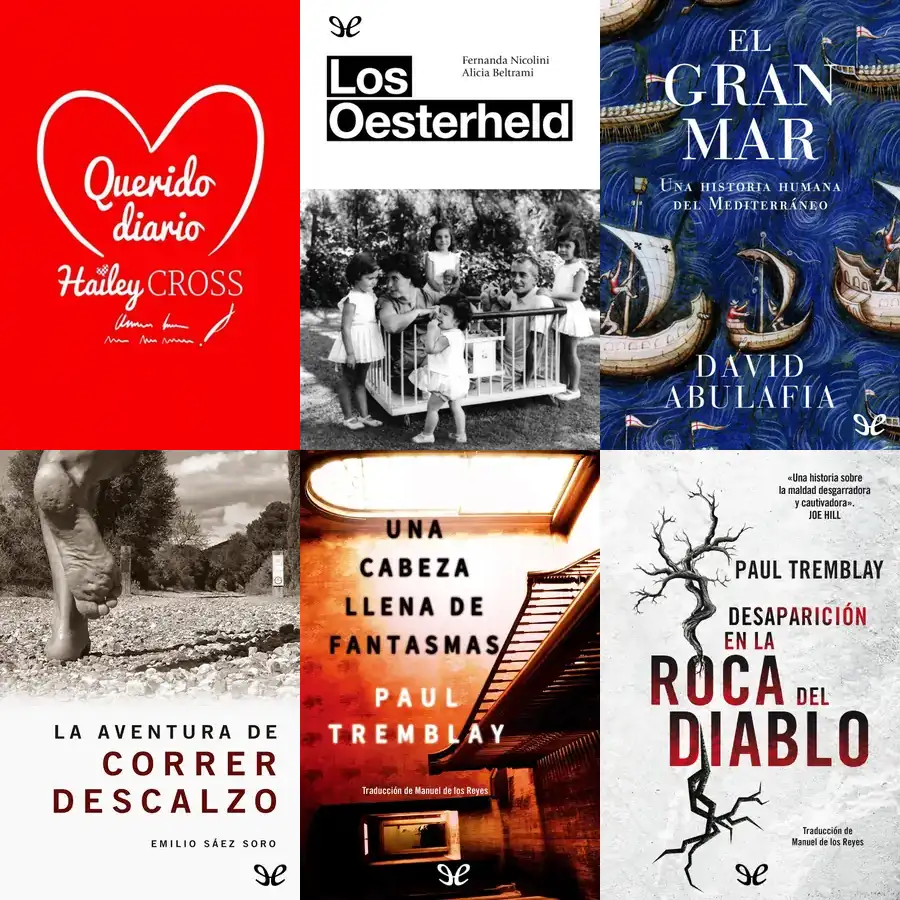 Querido
diario
Hailey CROSS
Los
Oesterheld
Fernanda Nicolini
Alicia Beltrami
EL
GRAN
MAR
UNA HISTORIA HUMANA
DEL MEDITERRÁNEO
DAVID
ABULAFIA
LA AVENTURA DE
CORRER
DESCALZO
EMILIO SÁEZ SORO
UNA
CABEZA
LLENA DE
FANTASMAS
PAUL
TREMBLAY
Traducción de Manuel de los Reyes
«Una historia sobre
la maldad desgarradora
y cautivadora».
JOE HILL
PAUL TREMBLAY
DESAPARICIÓN
EN LA
ROCA DEL
DIABLO
Traducción de
Manuel de los Reyes